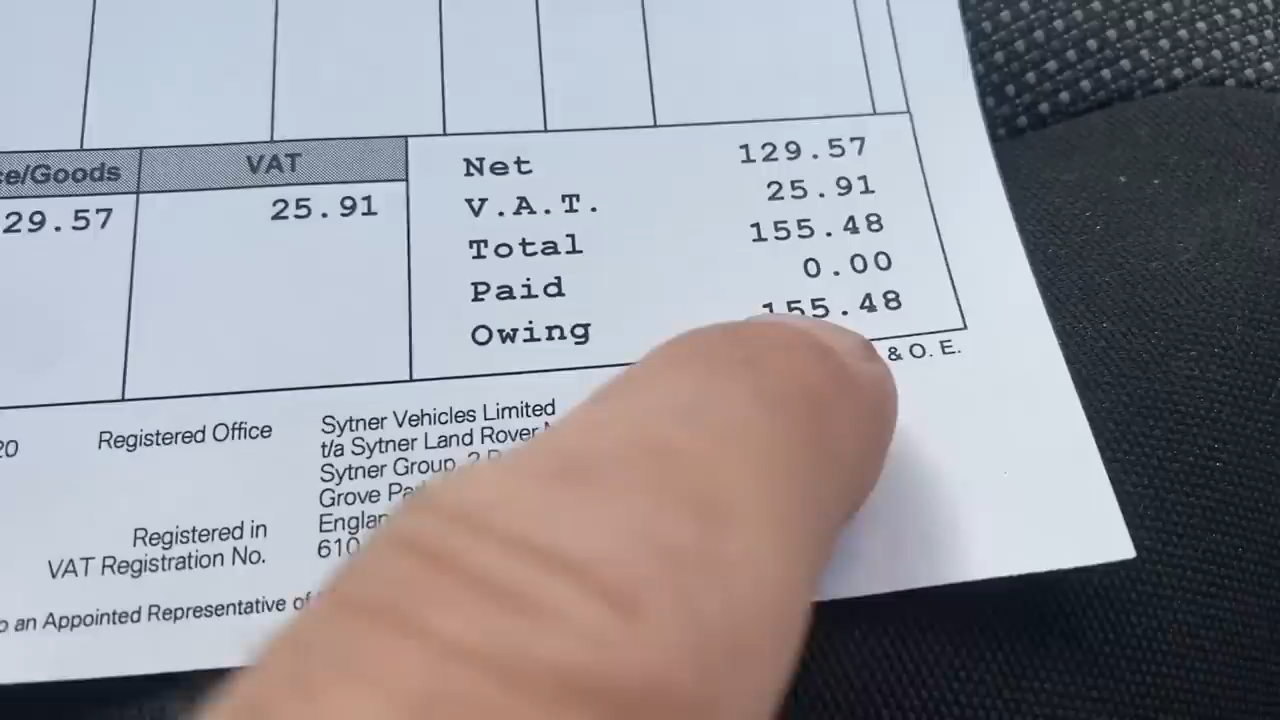 e/Goods VAT
29.57 25.91
Net 129.57
V.A.T. 25.91
Total 155.48
Paid 0.00
Owing 155.48
& O. E.
20 Registered Office Sytner Vehicles Limited
t/a Sytner Land Rover
Sytner Group
Grove
Registered in
VAT Registration No. 610
an Appointed Representative of